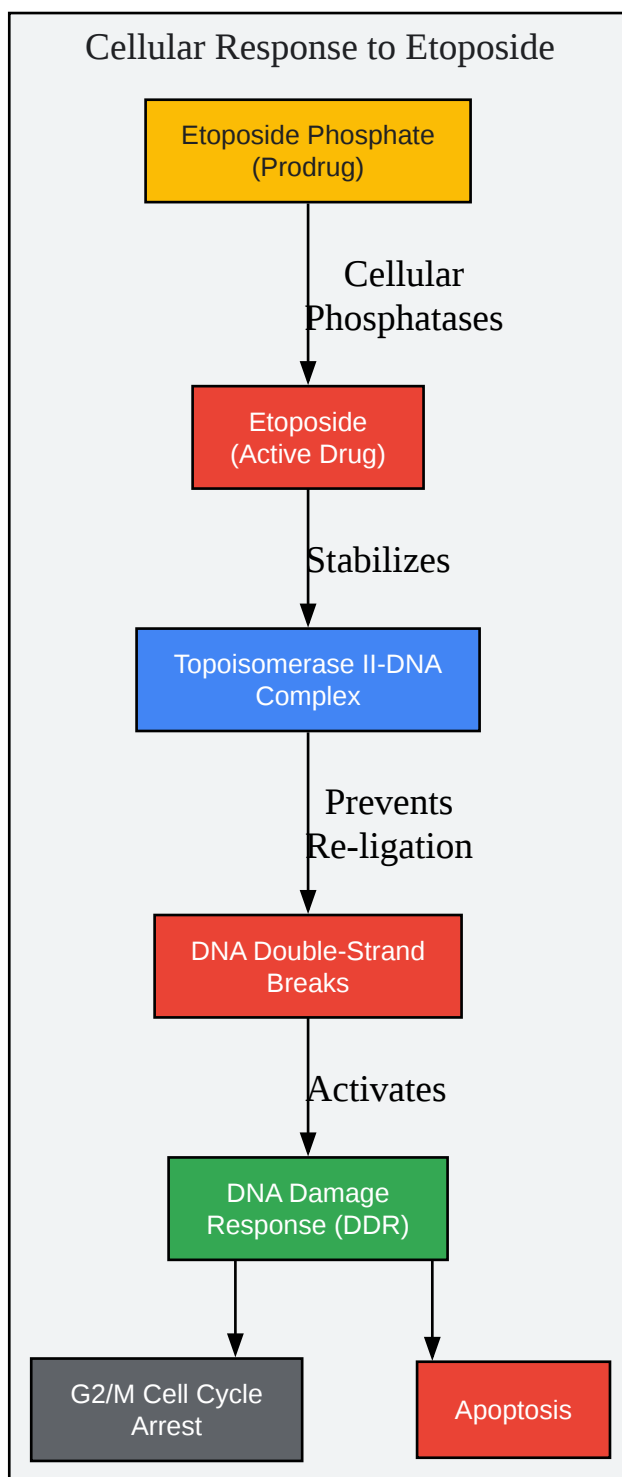 Cellular Response to Etoposide
Etoposide Phosphate
(Prodrug)
Cellular
Phosphatases
Etoposide
(Active Drug)
Stabilizes
Topoisomerase II-DNA
Complex
Prevents
Re-ligation
DNA Double-Strand
Breaks
Activates
DNA Damage
Response (DDR)
G2/M Cell Cycle
Arrest
Apoptosis